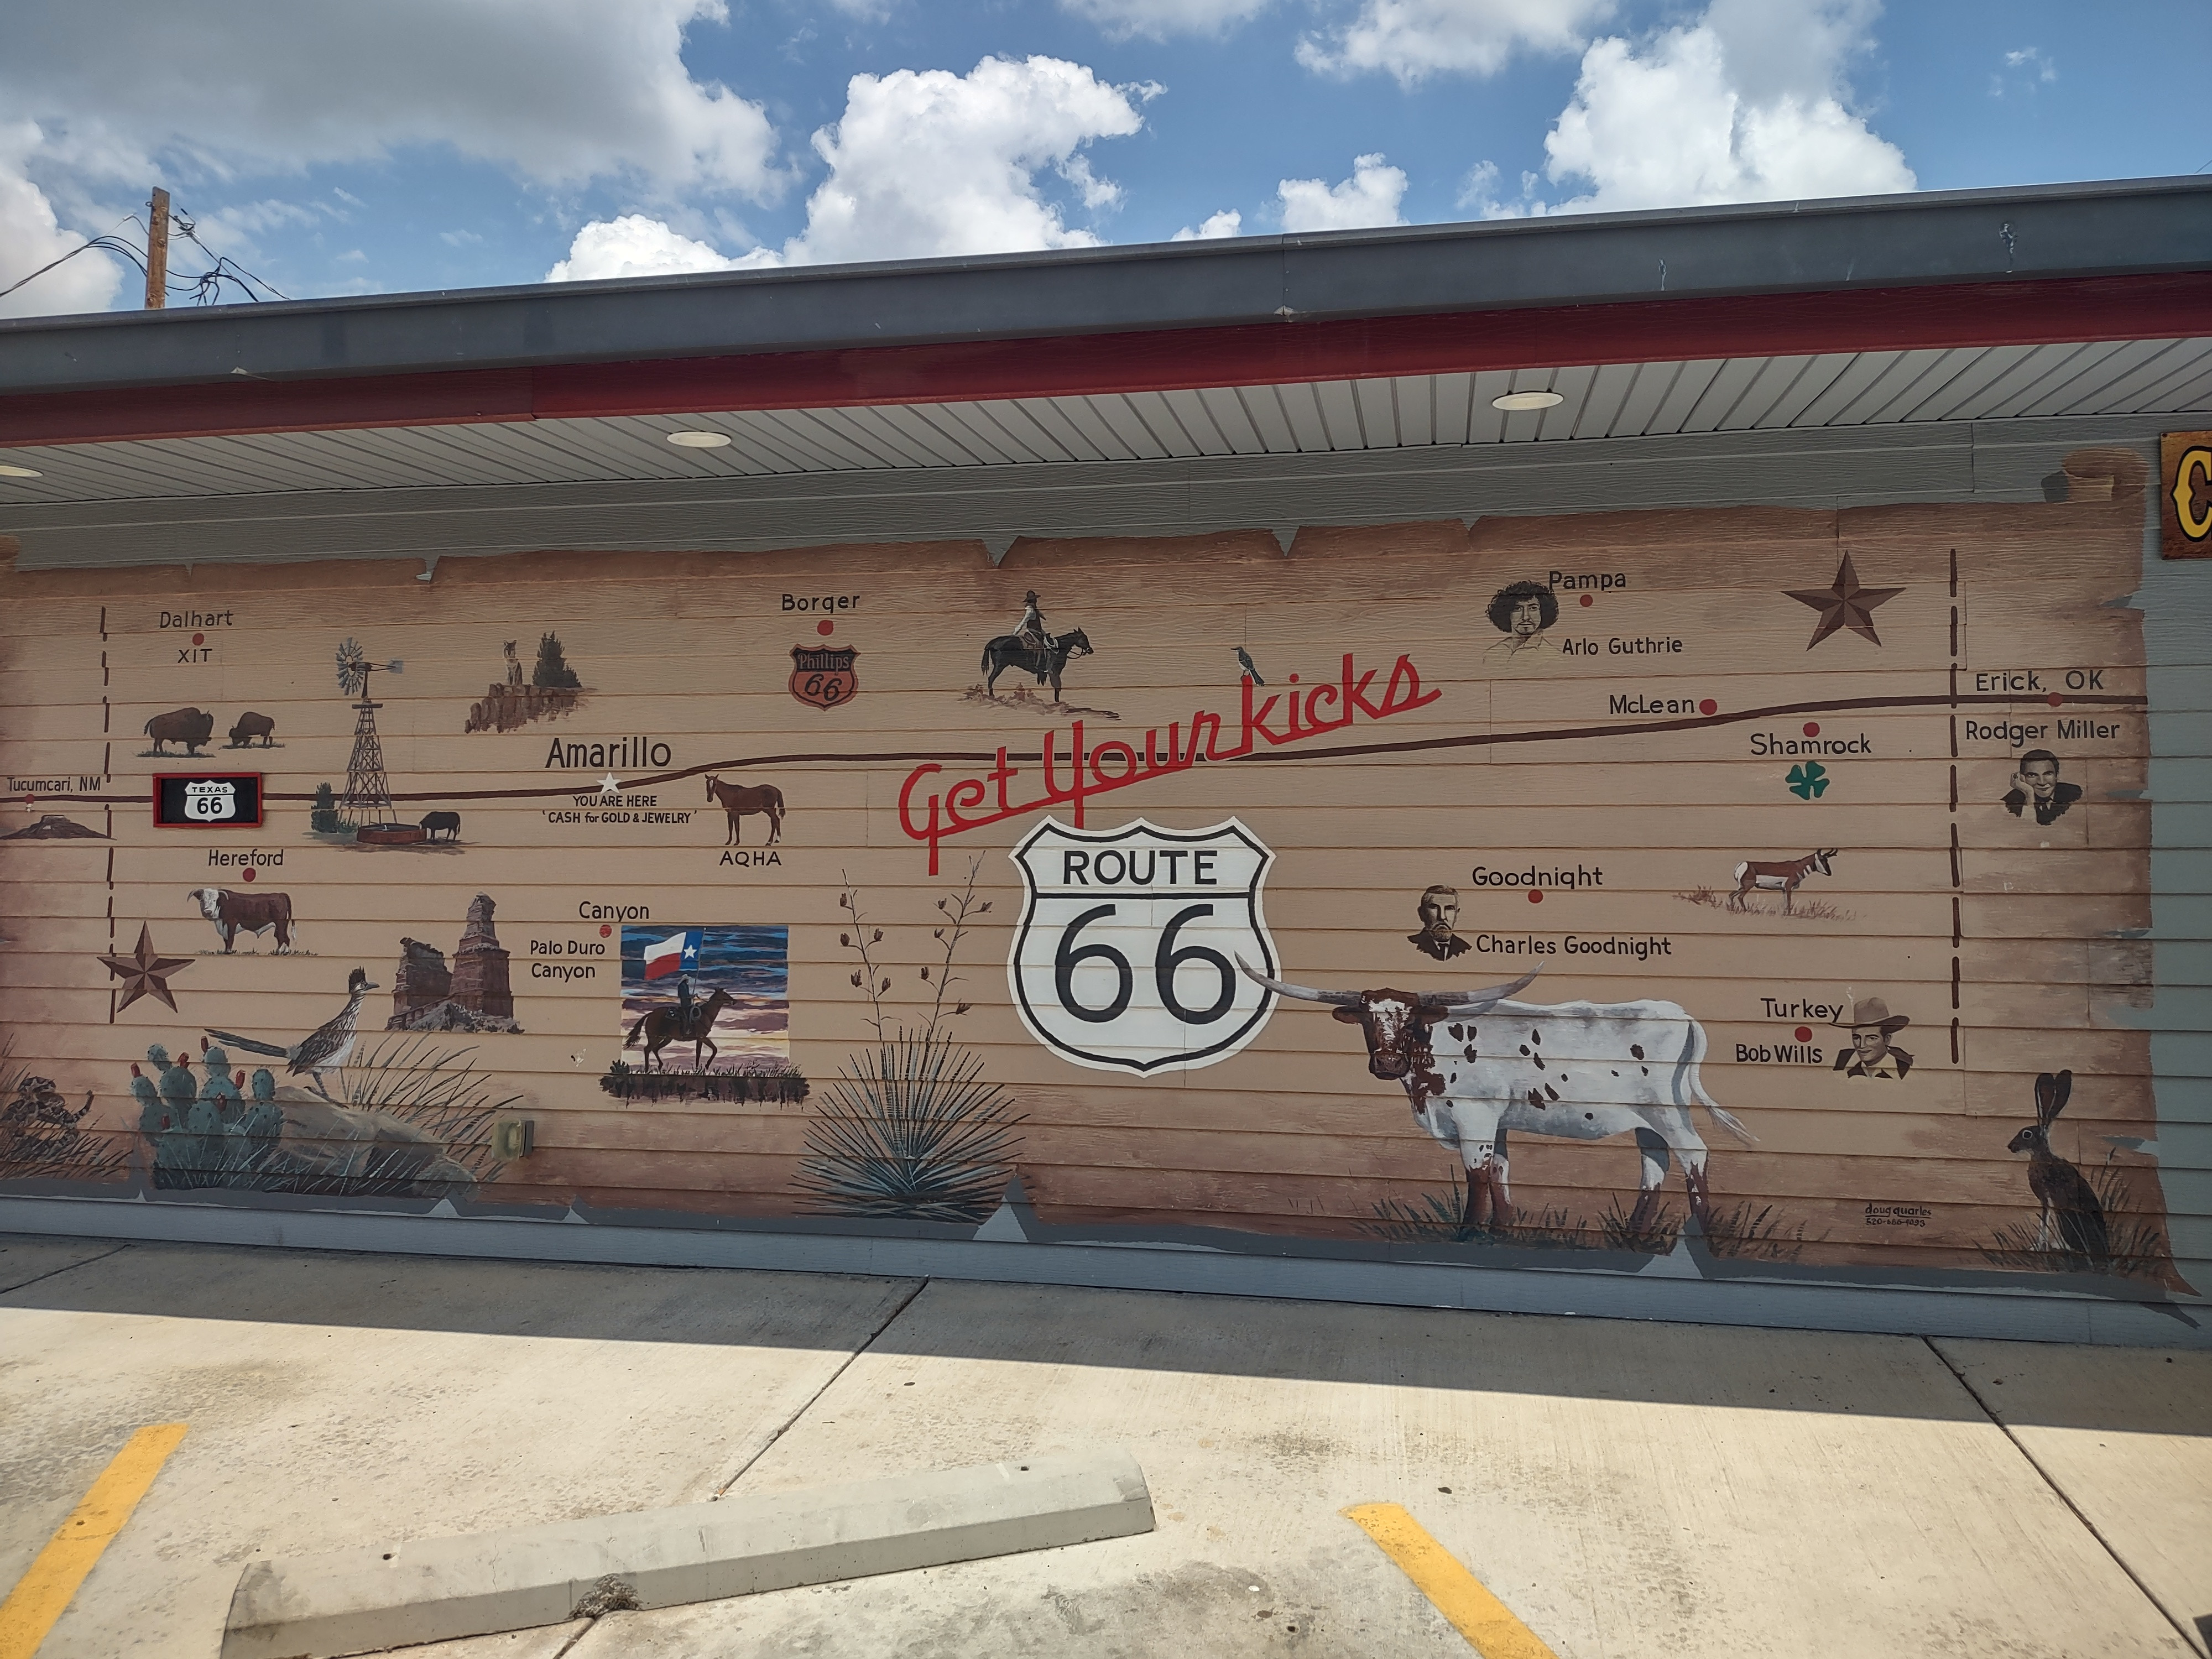 Dalhart
XIT
Borger
Phillips
66
Pampa
Arlo Guthrie
C
Tucumcari, NM
TEXAS
66
Amarillo
YOU ARE HERE
'CASH for GOLD & JEWELRY'
AQHA
Get Your kicks
ROUTE
66
McLean
Shamrock
Erick, OK
Rodger Miller
Hereford
Canyon
Palo Duro
Canyon
Goodnight
Charles Goodnight
Turkey
Bob Wills
doug quarles